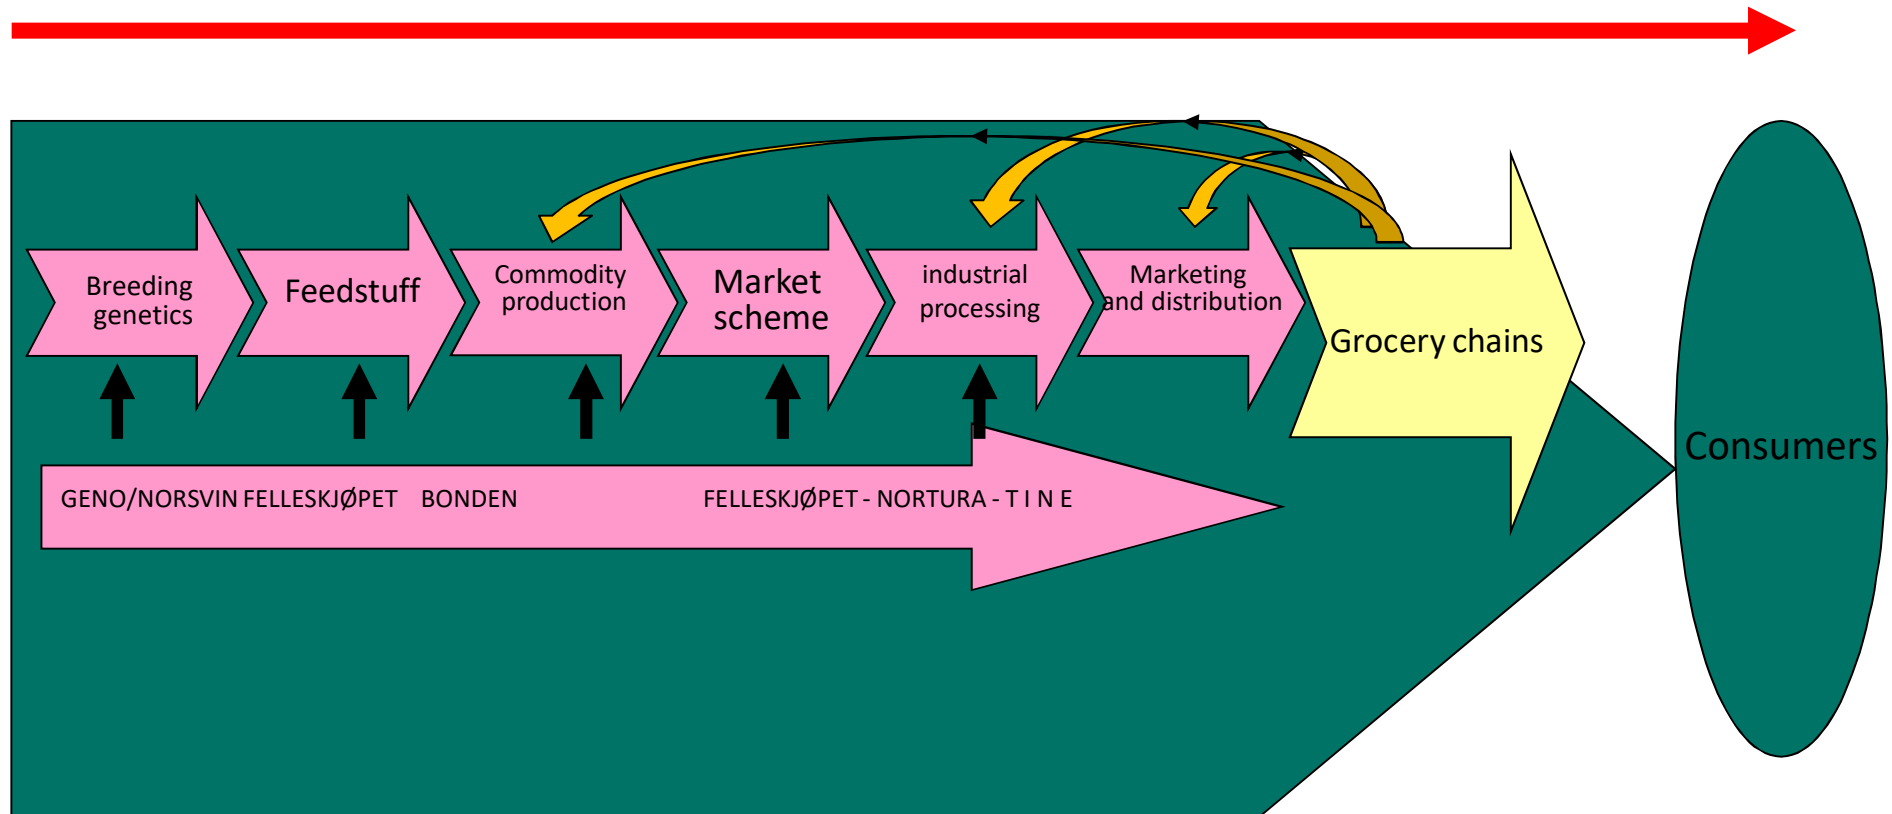 Breeding
genetics
Feedstuff
Commodity
production
Market
scheme
industrial
processing
Marketing
and distribution
Grocery chains
Consumers
GENO/NORSVIN FELLESKJØPET BONDEN FELLESKJØPET - NORTURA - T I N E